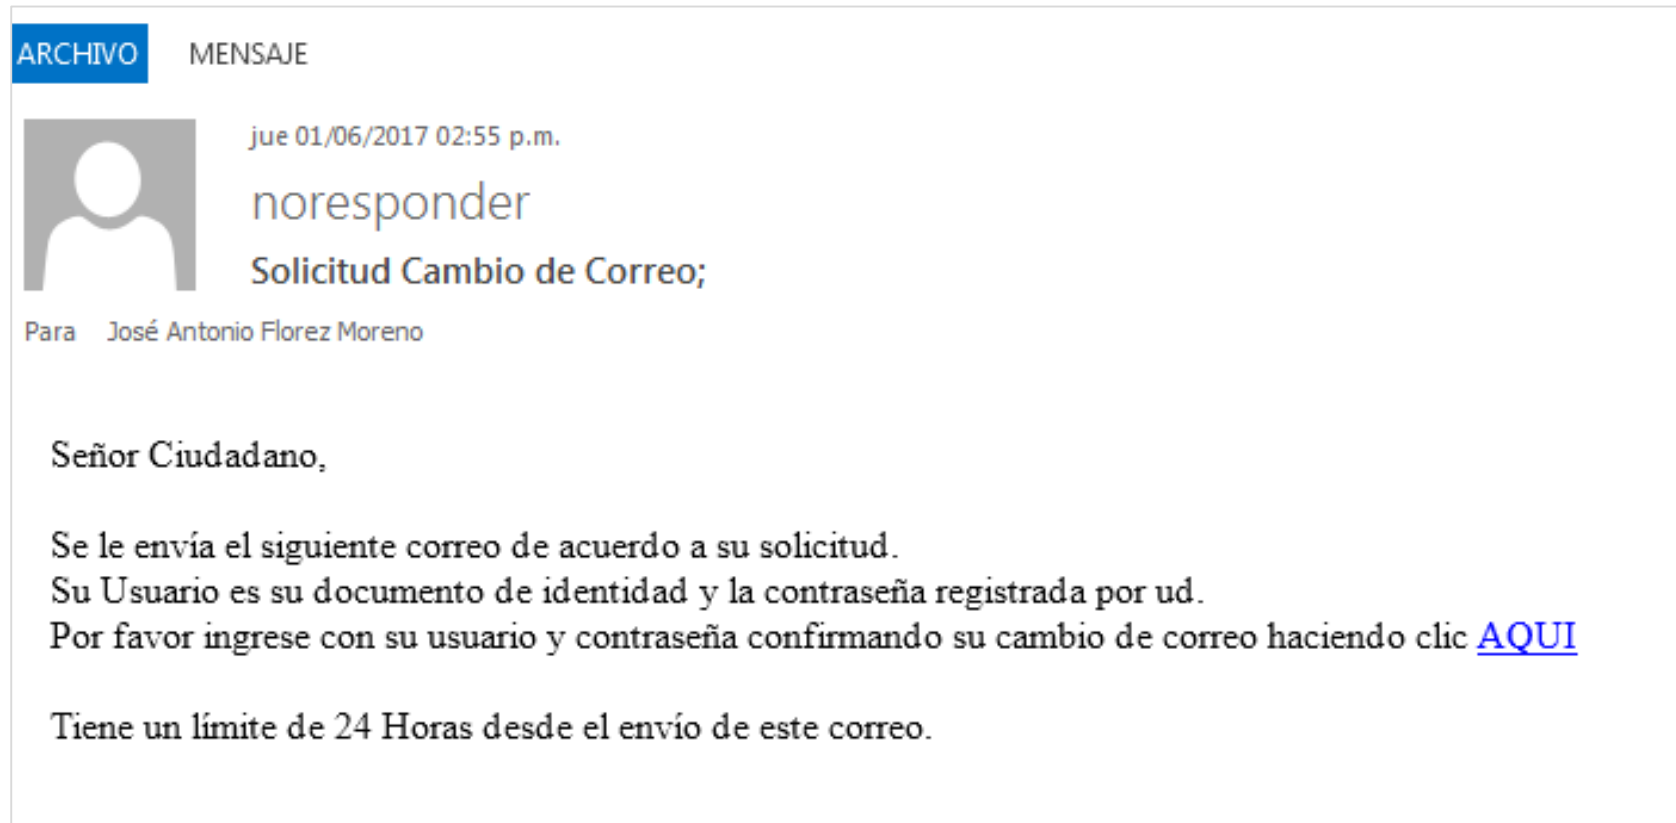 ARCHIVO MENSAJE
jue 01/06/2017 02:55 p.m.
noresponder
Solicitud Cambio de Correo;
Para José Antonio Florez Moreno
Señor Ciudadano,
Se le envía el siguiente correo de acuerdo a su solicitud.
Su Usuario es su documento de identidad y la contraseña registrada por ud.
Por favor ingrese con su usuario y contraseña confirmando su cambio de correo haciendo clic AQUI
Tiene un límite de 24 Horas desde el envío de este correo.